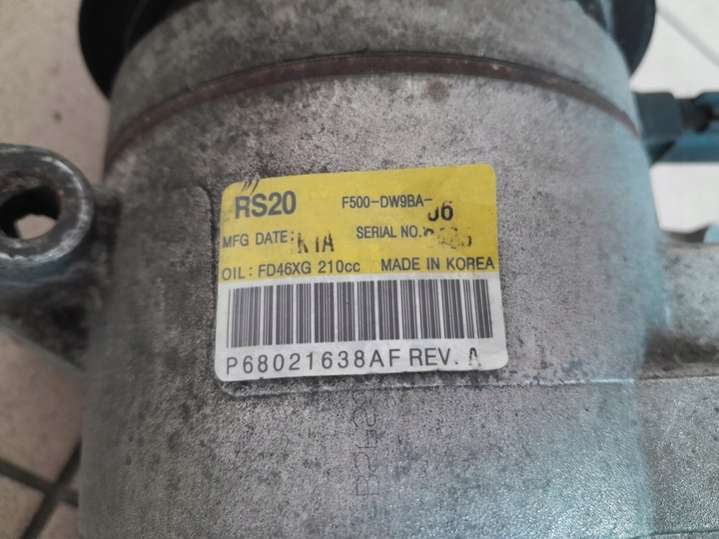 RS20 F500-DW9BA-06
MFG DATE: K1A SERIAL NO.:
OIL: FD46XG 210cc MADE IN KOREA
P68021638AF REV. A